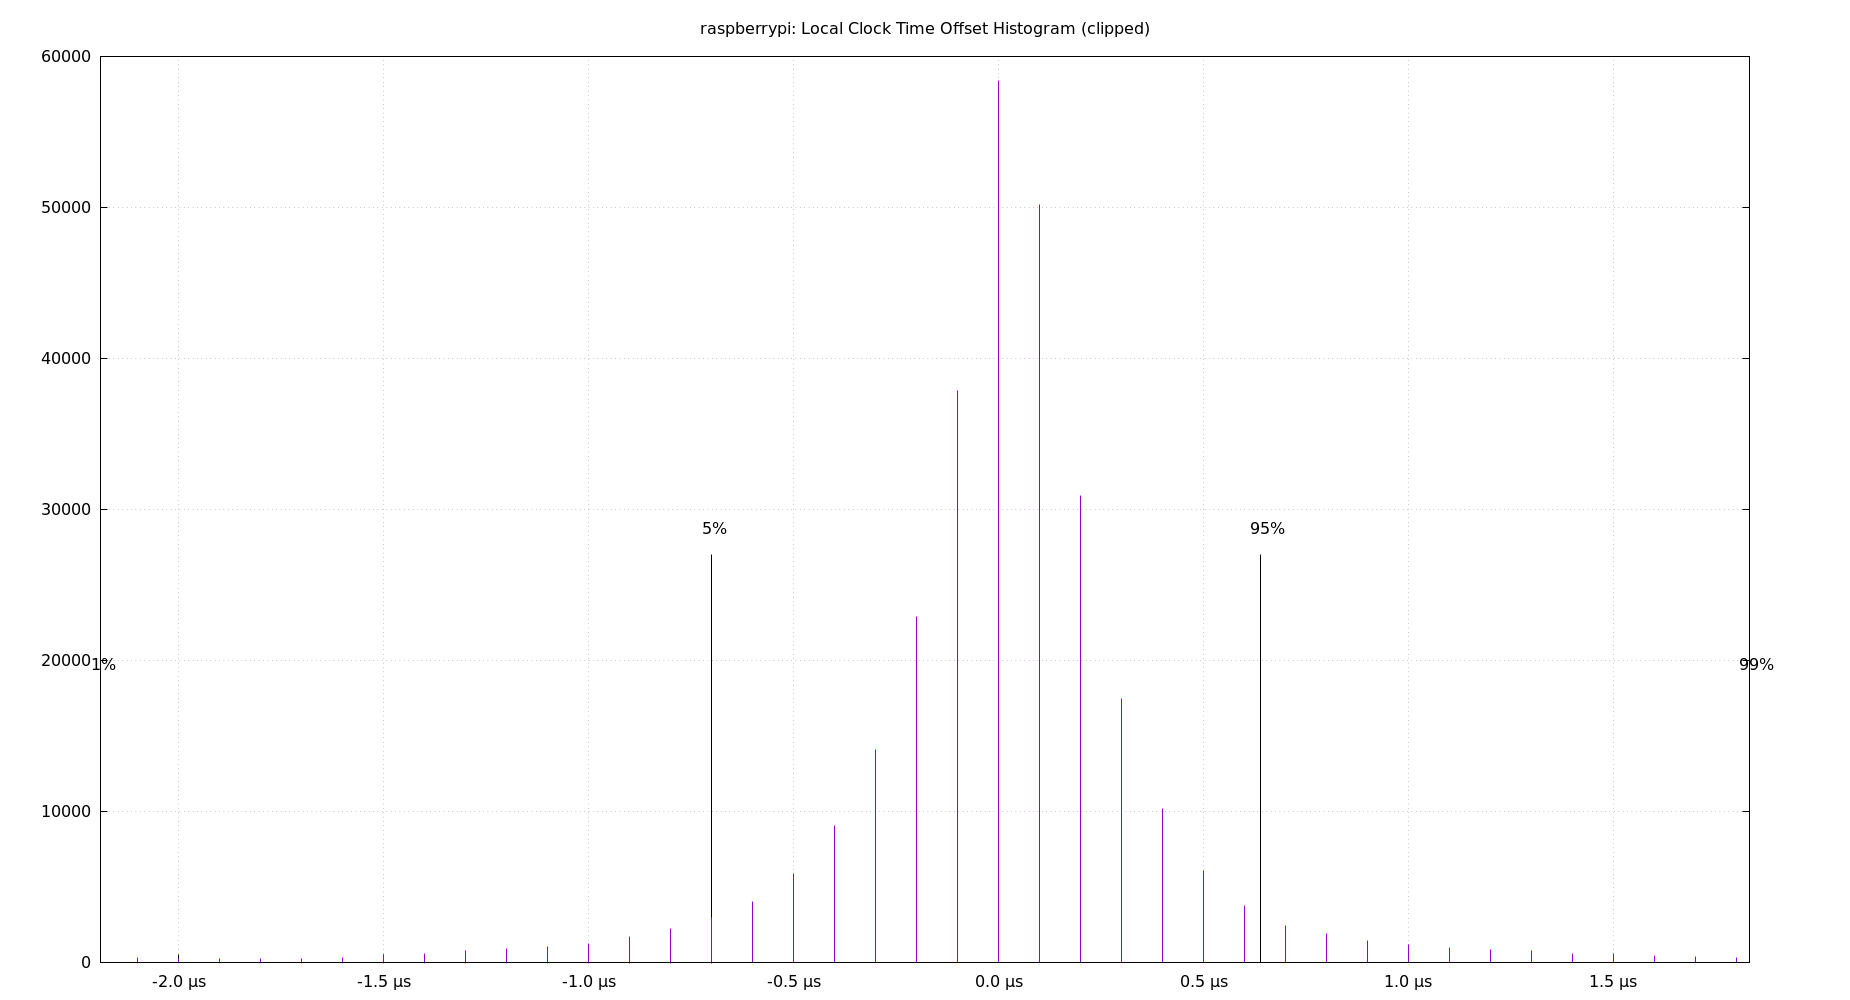 raspberrypi: Local Clock Time Offset Histogram (clipped)
60000
50000
40000
30000
5%
95%
20000
1%
99%
10000
0
-2.0 µs
-1.5 µs
-1.0 µs
-0.5 µs
0.0 µs
0.5 µs
1.0 µs
1.5 µs